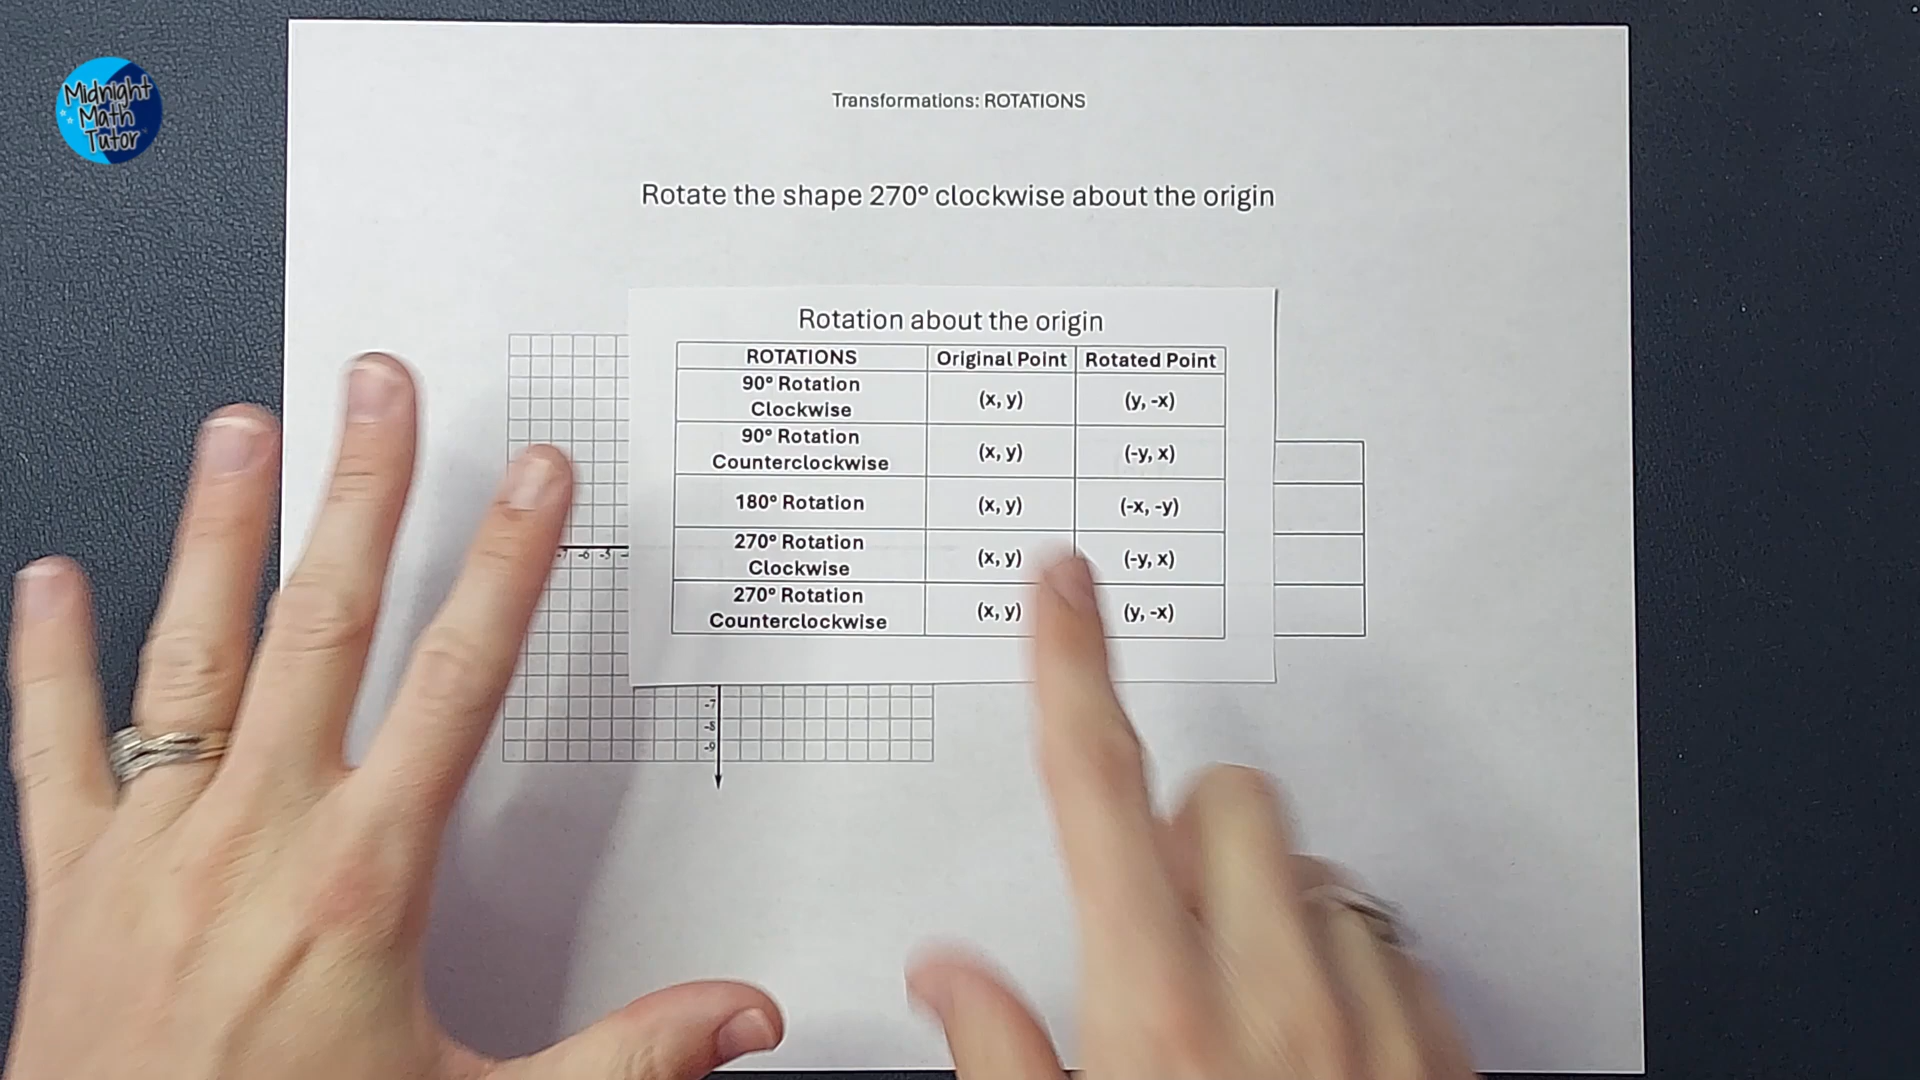 Midnight
Math
Tutor
Transformations: ROTATIONS
Rotate the shape 270° clockwise about the origin
Rotation about the origin
ROTATIONS Original Point Rotated Point
90° Rotation
Clockwise (x, y) (y, -x)
90° Rotation
Counterclockwise (x, y) (-y, x)
180° Rotation (x, y) (-x, -y)
270° Rotation
Clockwise (x, y) (-y, x)
270° Rotation
Counterclockwise (x, y) (y, -x)
-7 -6 -5
-7
-8
-9